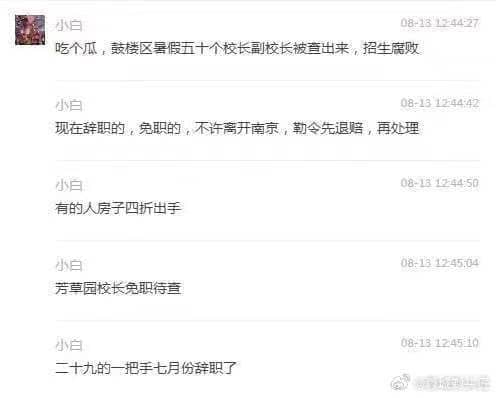 小白
08-13 12:44:27
吃个瓜，鼓楼区暑假五十个校长副校长被查出来，招生腐败
小白
08-13 12:44:42
现在辞职的，免职的，不许离开南京，勒令先退赔，再处理
小白
08-13 12:44:50
有的人房子四折出手
小白
08-13 12:45:04
芳草园校长免职待查
小白
08-13 12:45:10
二十九的一把手七月份辞职了